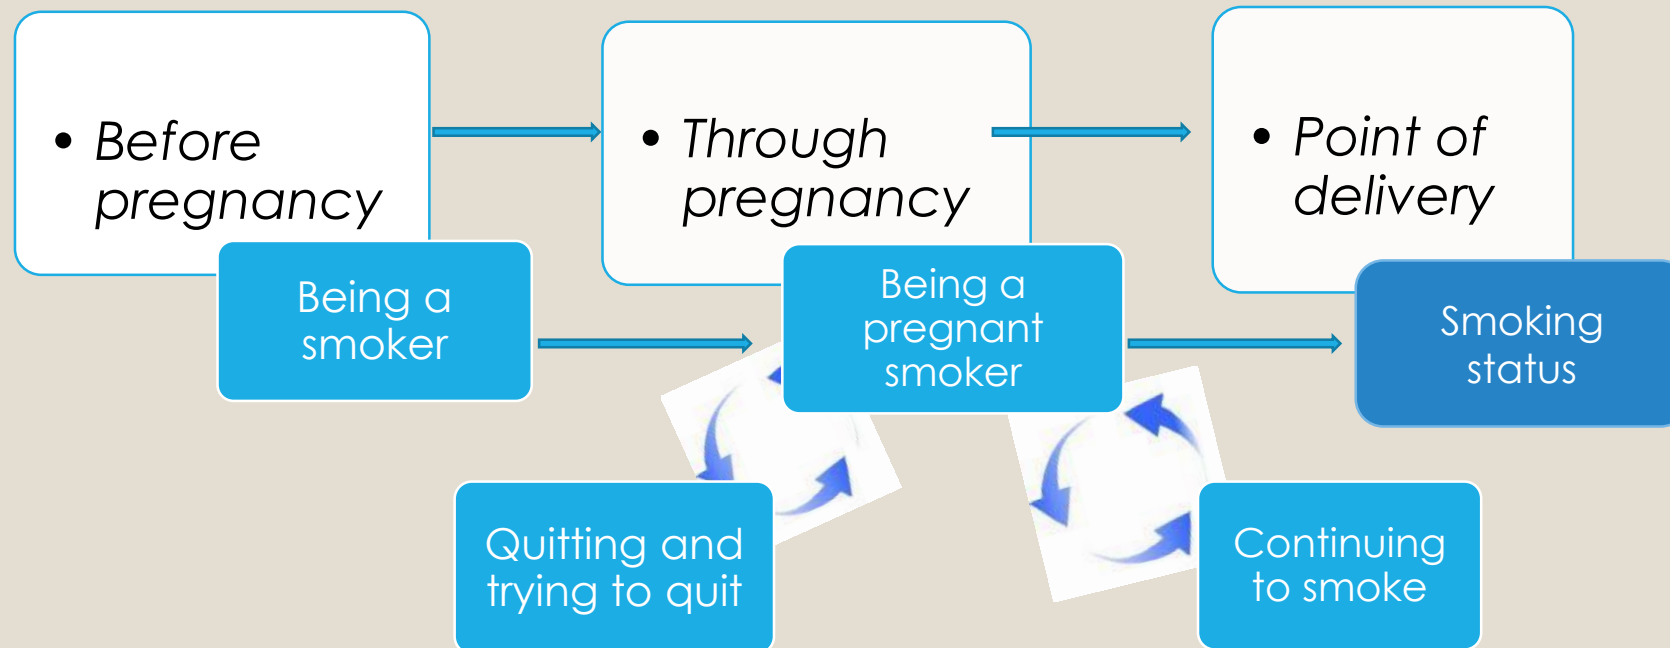 • Before
pregnancy
• Through
pregnancy
• Point of
delivery
Being a
smoker
Being a
pregnant
smoker
Smoking
status
Quitting and
trying to quit
Continuing
to smoke